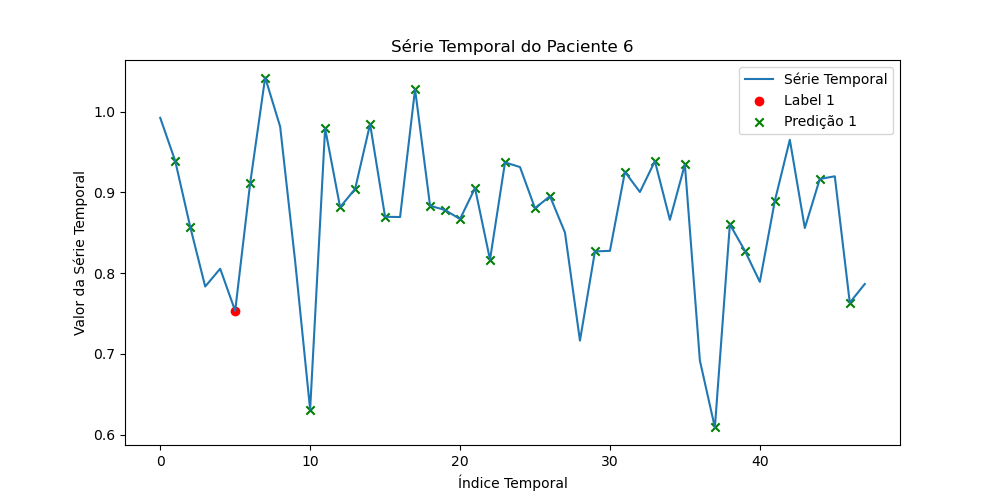 Série Temporal do Paciente 6
Série Temporal
Label 1
Predição 1
Valor da Série Temporal
1.0
0.9
0.8
0.7
0.6
0
10
20
30
40
Índice Temporal